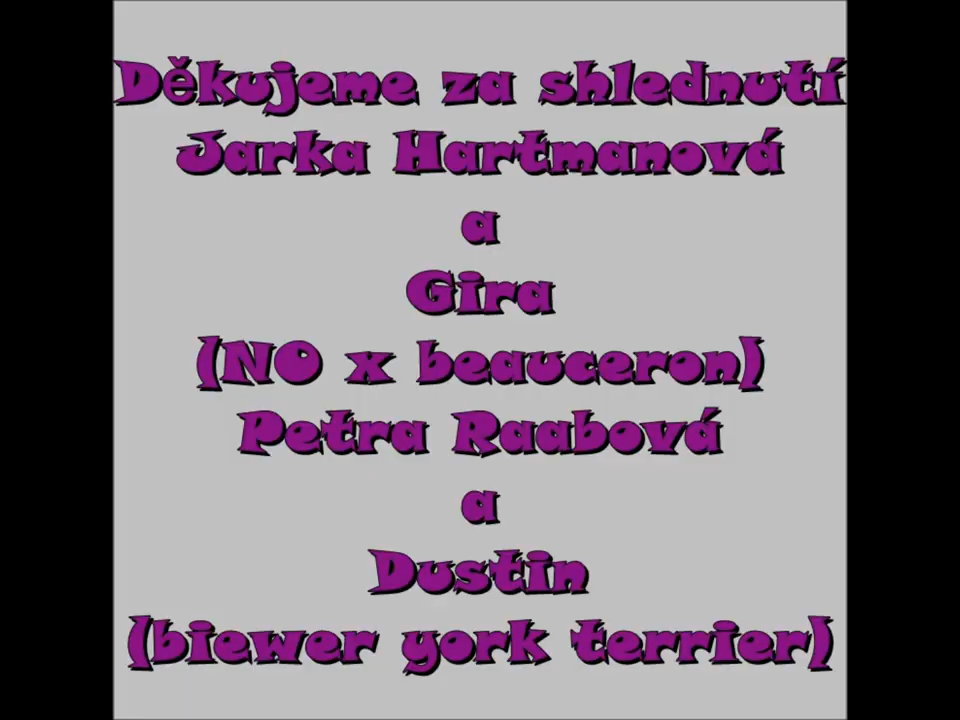 Děkujeme za shlednutí
Jarka Hartmanová
a
Gira
(NO x beauceron)
Petra Raabová
a
Dustin
(biewer york terrier)